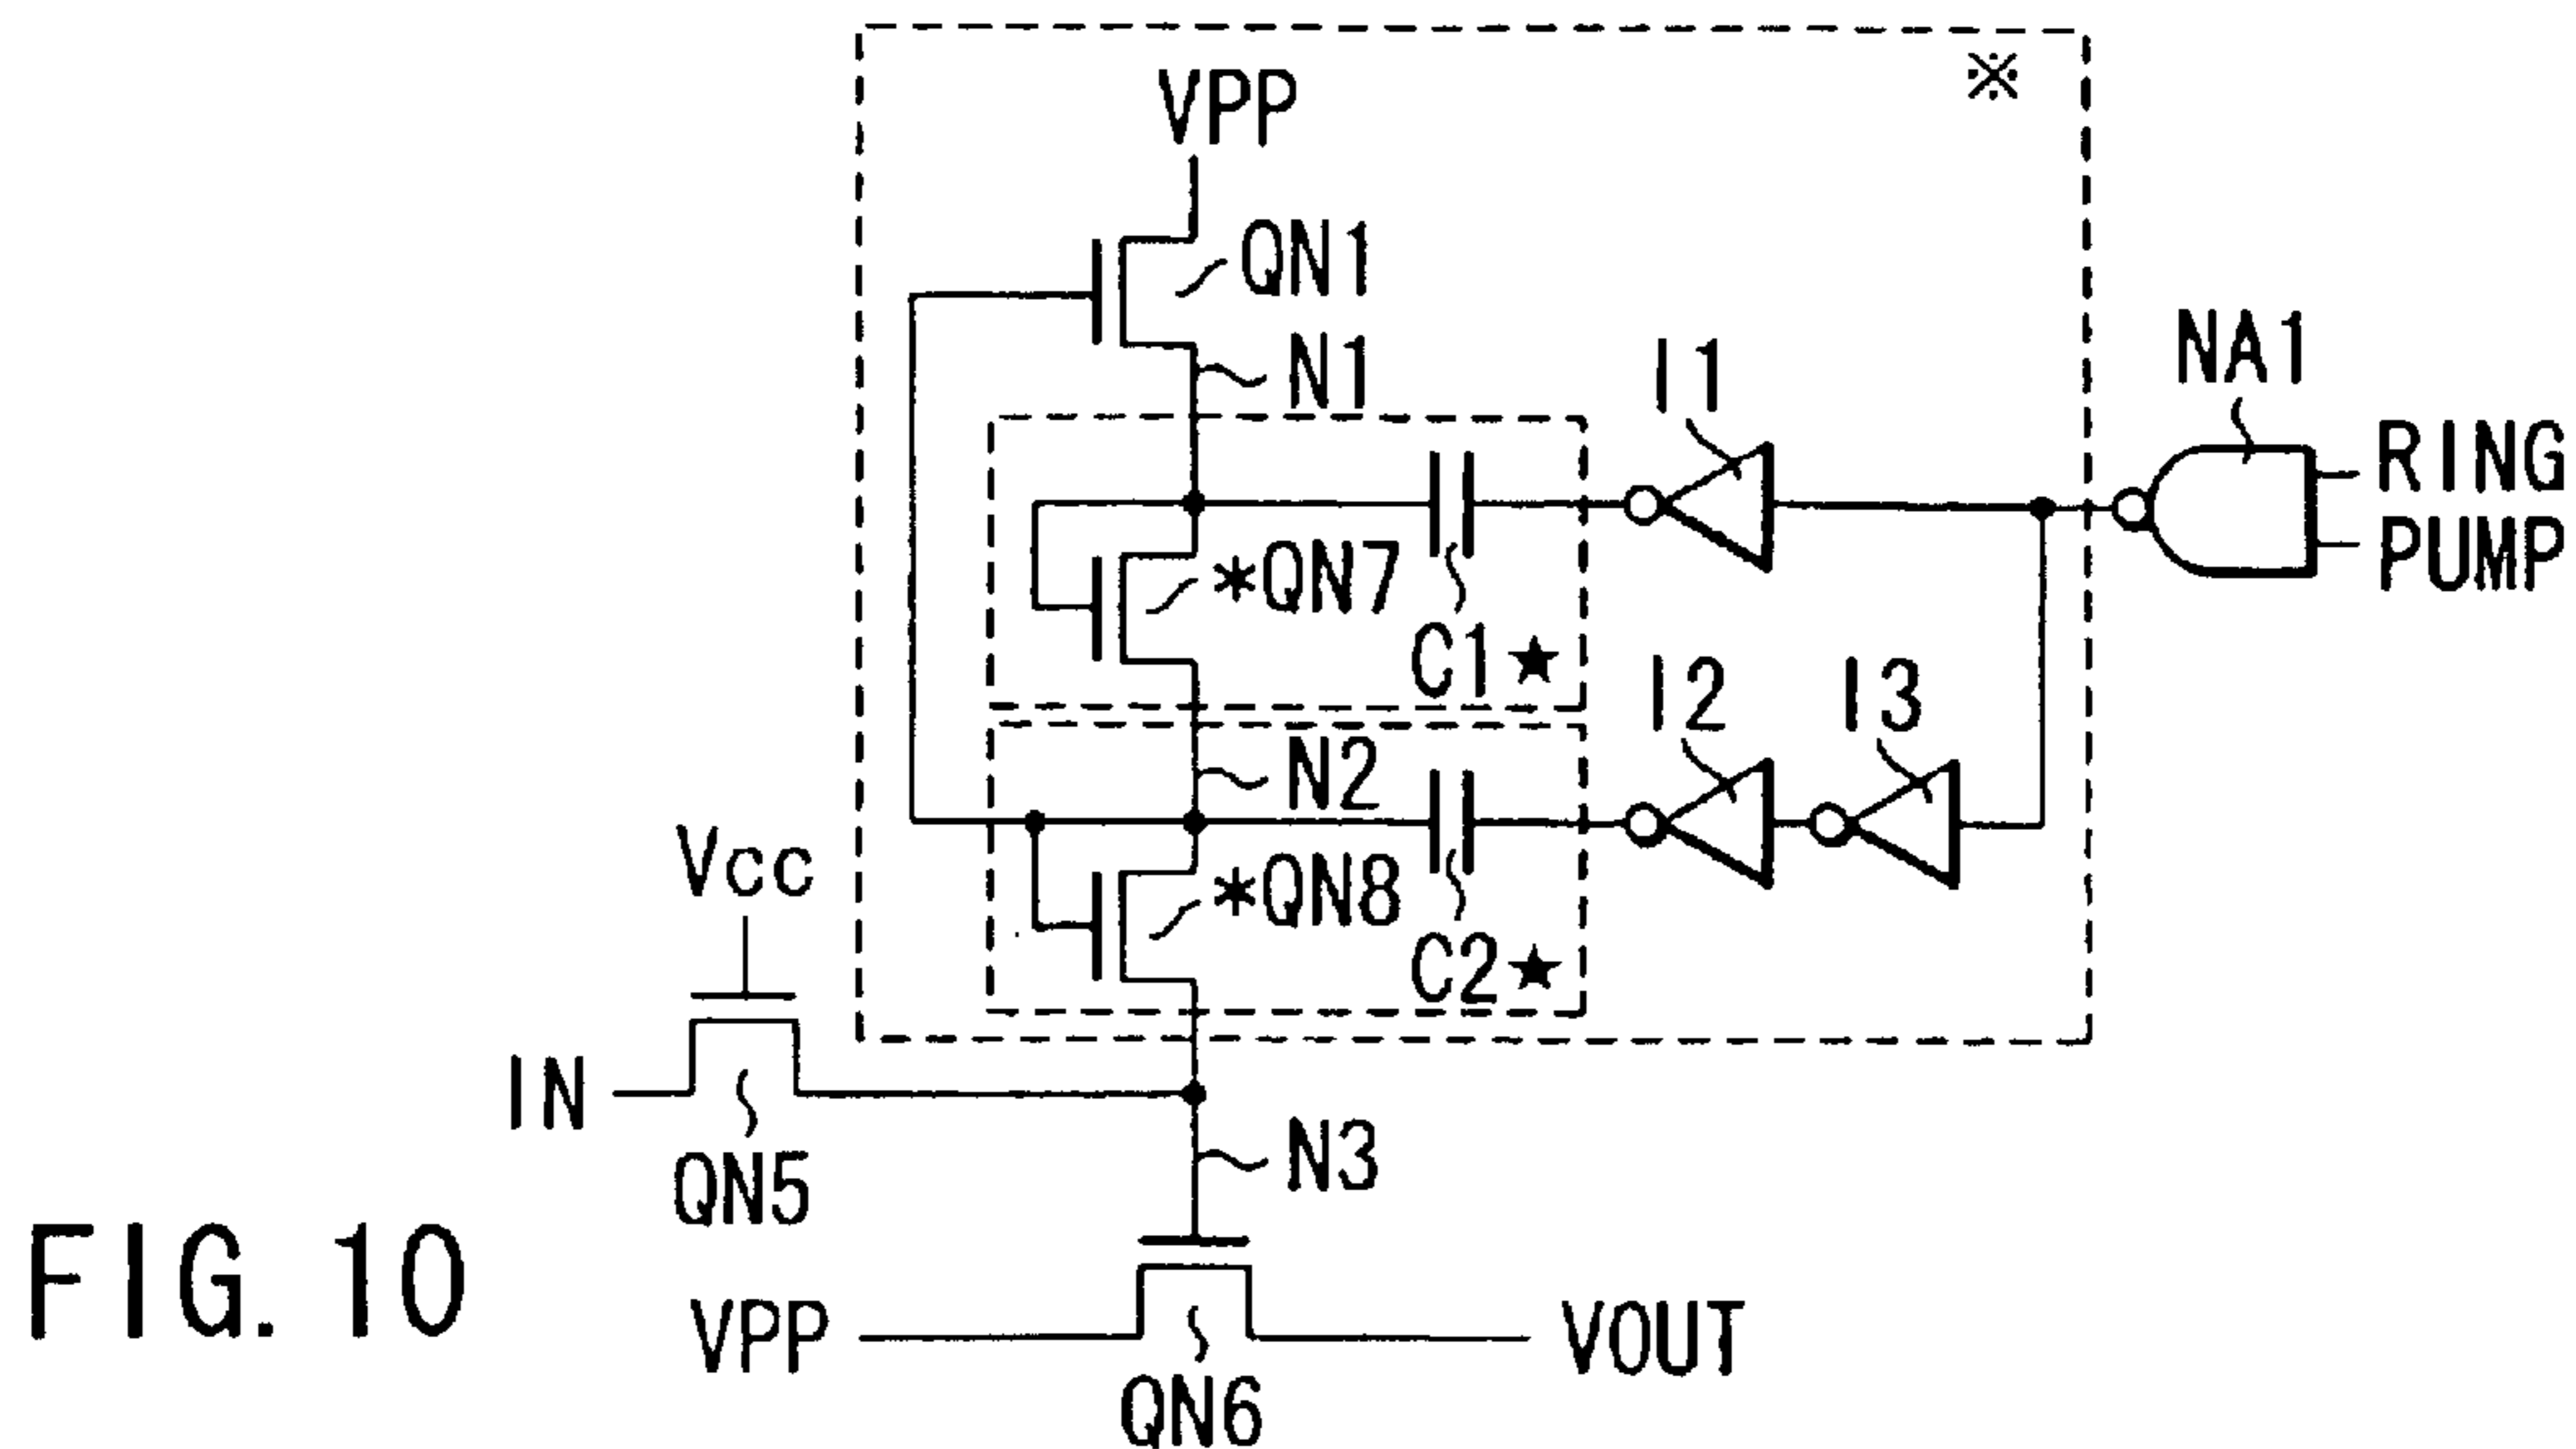 ※
VPP
QN1
N1
I1
NA1
RING
PUMP
*QN7
C1★
I2
I3
N2
Vcc
*QN8
C2★
IN
QN5
N3
FIG. 10
VPP
VOUT
QN6